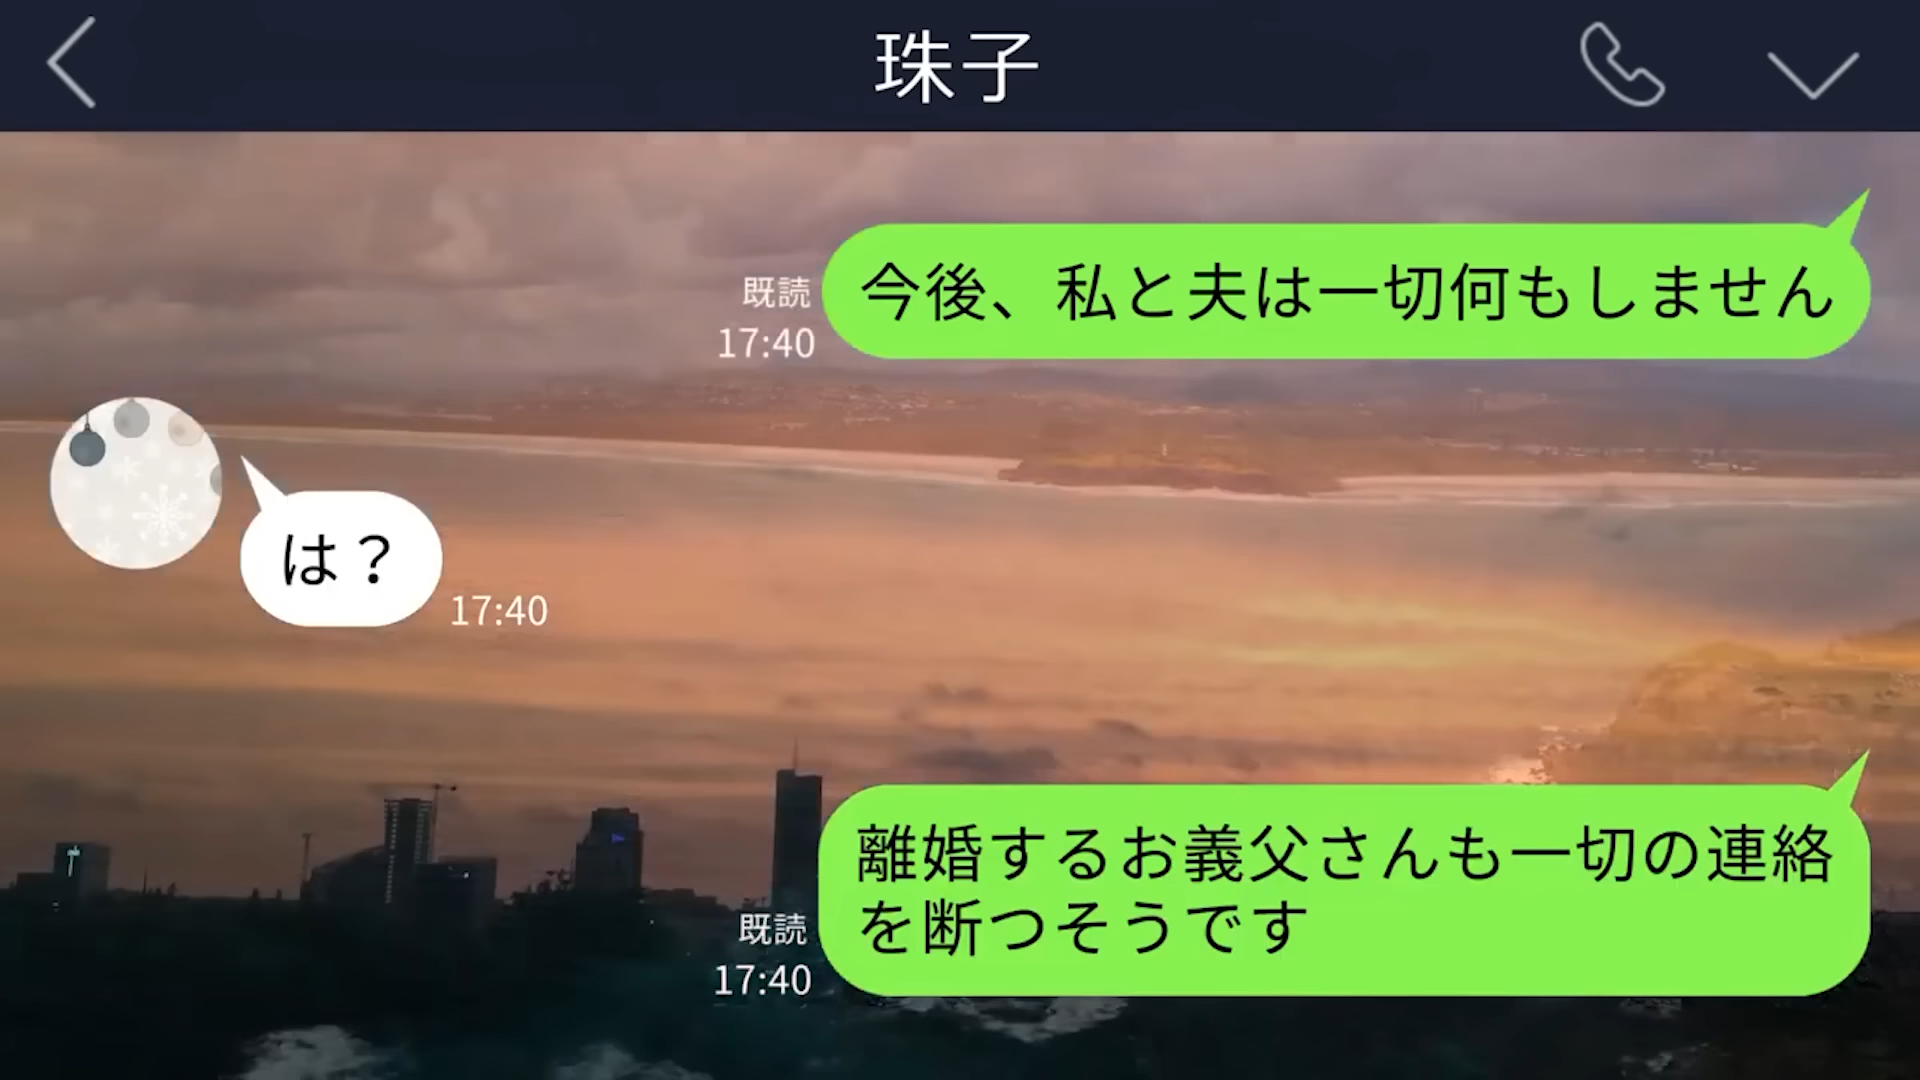 珠子
今後、私と夫は一切何もしません
既読
17:40
は？
17:40
離婚するお義父さんも一切の連絡
を断つそうです
既読
17:40